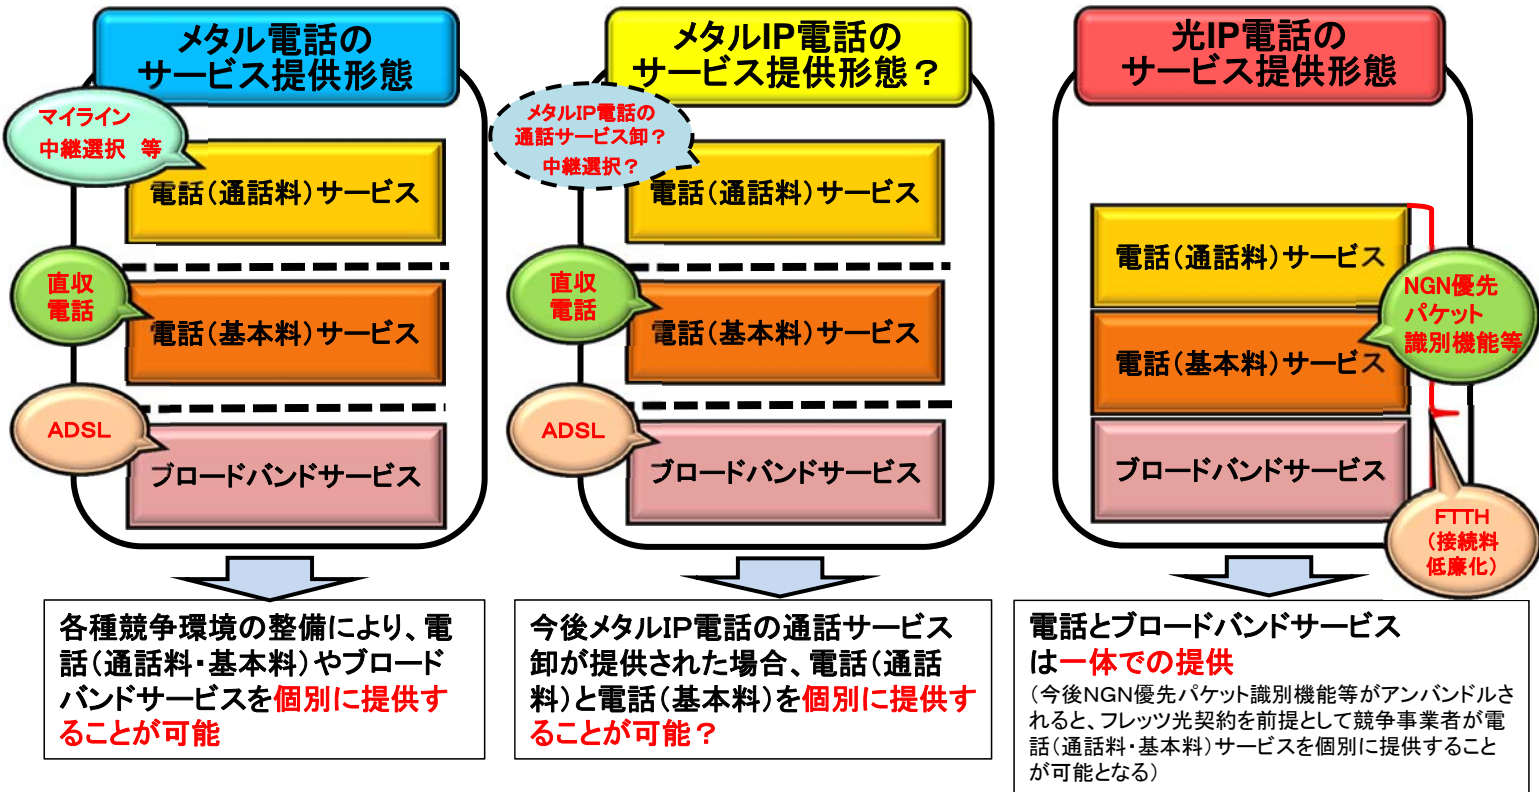 メタル電話の
サービス提供形態
マイライン
中継選択　等
電話（通話料）サービス
直収
電話
電話（基本料）サービス
ADSL
ブロードバンドサービス
各種競争環境の整備により、電
話（通話料・基本料）やブロード
バンドサービスを個別に提供す
ることが可能
メタルIP電話の
サービス提供形態？
メタルIP電話の
通話サービス卸？
中継選択？
電話（通話料）サービス
直収
電話
電話（基本料）サービス
ADSL
ブロードバンドサービス
今後メタルIP電話の通話サービス
卸が提供された場合、電話（通話
料）と電話（基本料）を個別に提供す
ることが可能？
光IP電話の
サービス提供形態
電話（通話料）サービス
電話（基本料）サービス
NGN優先
パケット
識別機能等
ブロードバンドサービス
FTTH
（接続料
低廉化）
電話とブロードバンドサービス
は一体での提供
（今後NGN優先パケット識別機能等がアンバンドルさ
れると、フレッツ光契約を前提として競争事業者が電
話（通話料・基本料）サービスを個別に提供すること
が可能となる）